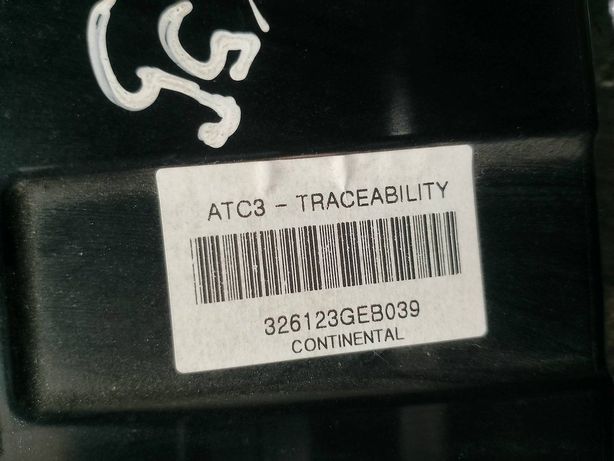 ATC3 - TRACEABILITY
326123GEB039
CONTINENTAL